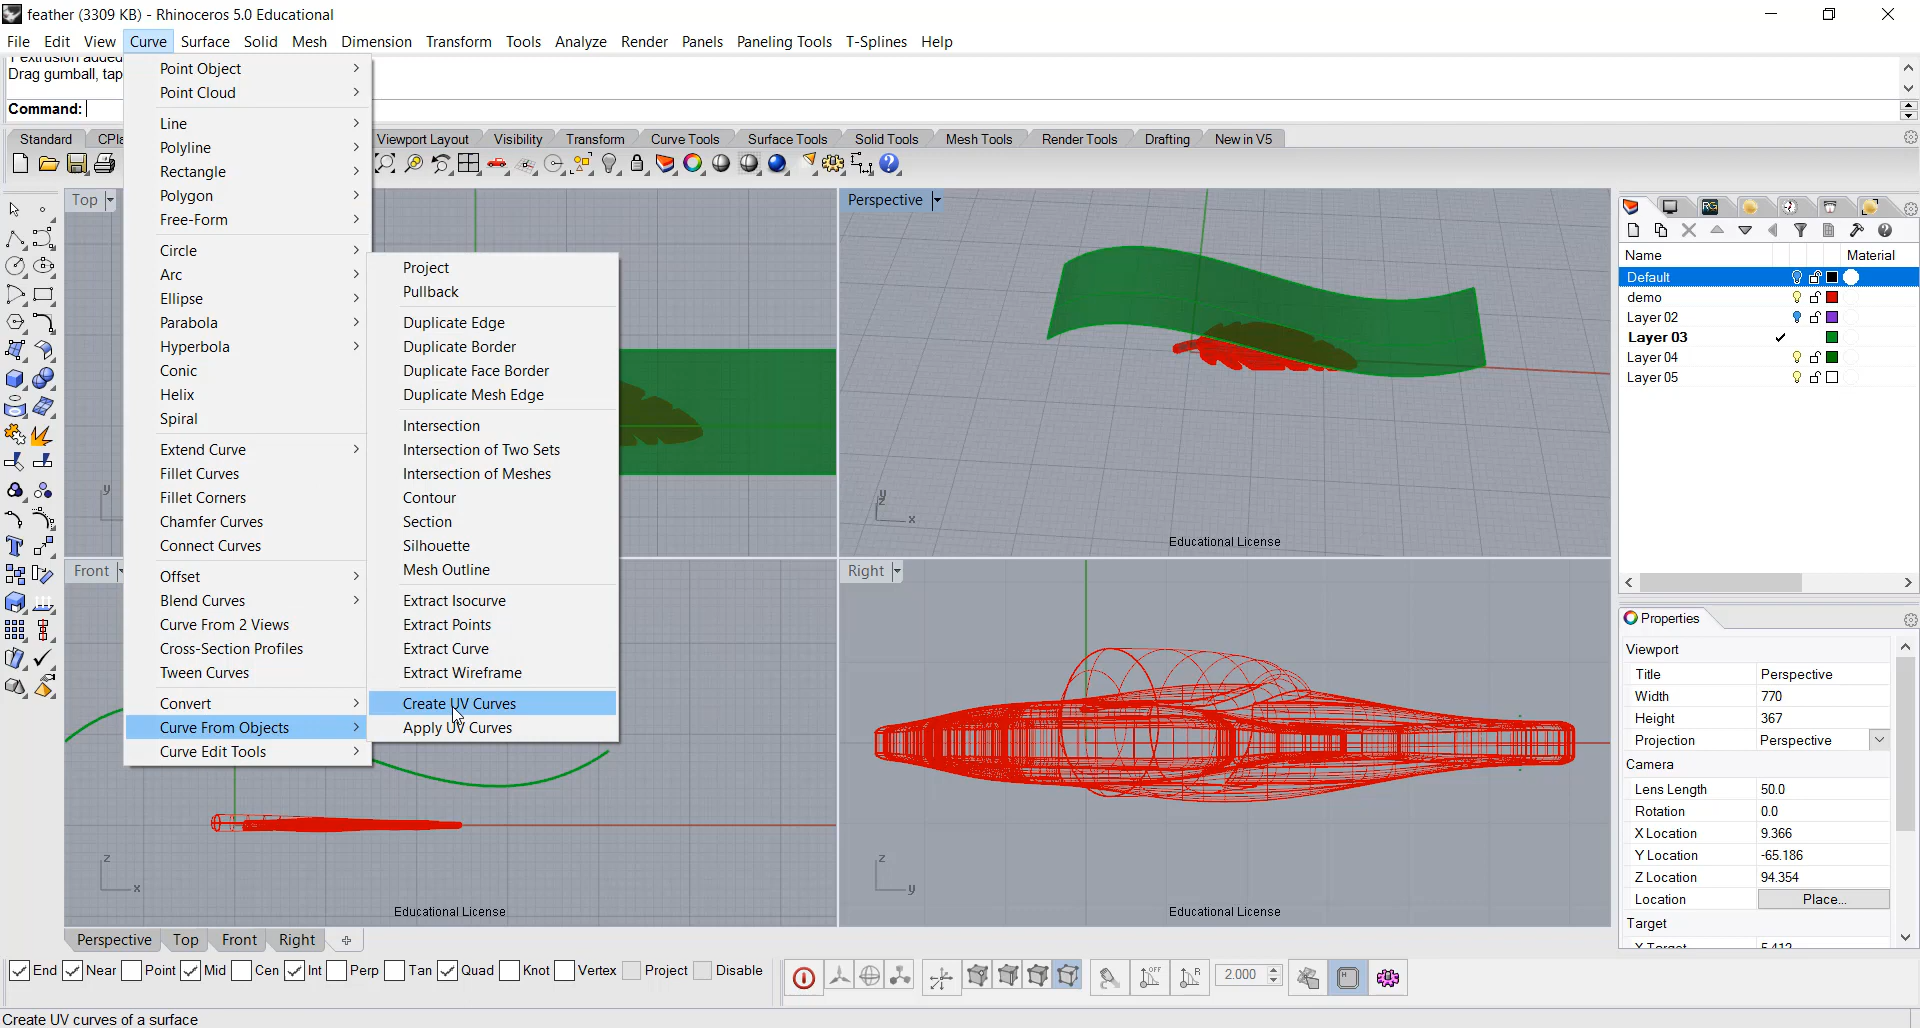 feather (3309 KB) - Rhinoceros 5.0 Educational
File Edit View Curve Surface Solid Mesh Dimension Transform Tools Analyze Render Panels Paneling Tools T-Splines Help
1 extrusion added
Drag gumball, tap
Command:
Standard CPla Viewport Layout Visibility Transform Curve Tools Surface Tools Solid Tools Mesh Tools Render Tools Drafting New in V5
Point Object
Point Cloud
Line
Polyline
Rectangle
Polygon
Free-Form
Circle
Arc
Ellipse
Parabola
Hyperbola
Conic
Helix
Spiral
Extend Curve
Fillet Curves
Fillet Corners
Chamfer Curves
Connect Curves
Offset
Blend Curves
Curve From 2 Views
Cross-Section Profiles
Tween Curves
Convert
Curve From Objects
Curve Edit Tools
Project
Pullback
Duplicate Edge
Duplicate Border
Duplicate Face Border
Duplicate Mesh Edge
Intersection
Intersection of Two Sets
Intersection of Meshes
Contour
Section
Silhouette
Mesh Outline
Extract Isocurve
Extract Points
Extract Curve
Extract Wireframe
Create UV Curves
Apply UV Curves
Top
y
Perspective
y
z
x
Educational License
Front
z
x
Educational License
Right
z
y
Educational License
RG
Name Material
Default
demo
Layer 02
Layer 03
Layer 04
Layer 05
Properties
Viewport
Title Perspective
Width 770
Height 367
Projection Perspective
Camera
Lens Length 50.0
Rotation 0.0
X Location 9.366
Y Location -65.186
Z Location 94.354
Location Place...
Target
X Target 5.412
Perspective Top Front Right
End Near Point Mid Cen Int Perp Tan Quad Knot Vertex Project Disable
OFF R 2.000 H
Create UV curves of a surface